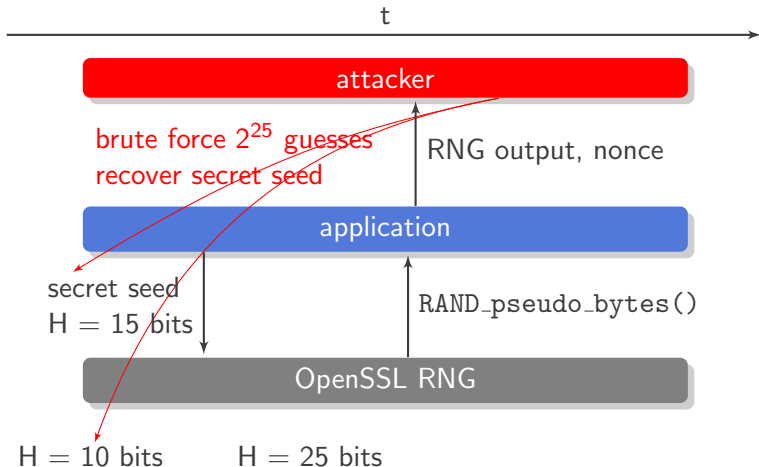 t
attacker
brute force 2^25 guesses
recover secret seed
RNG output, nonce
application
secret seed
H = 15 bits
RAND_pseudo_bytes()
OpenSSL RNG
H = 10 bits
H = 25 bits